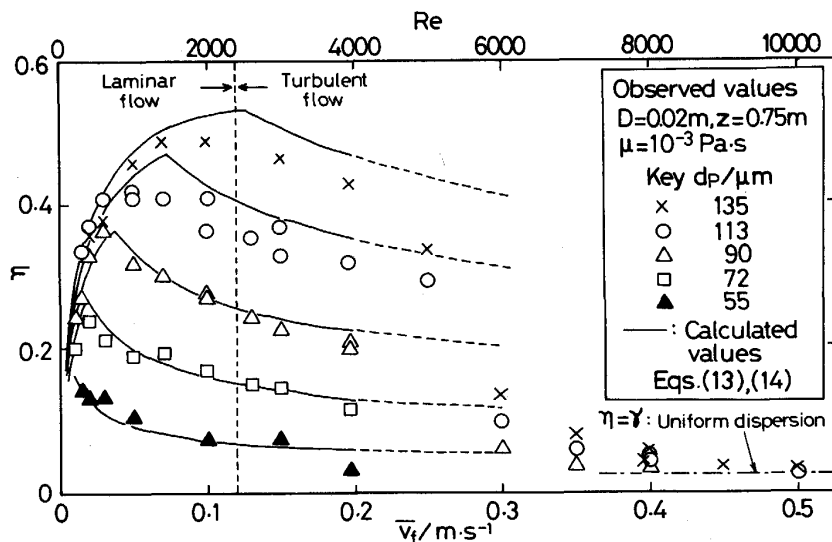 Re
0 2000 4000 6000 8000 10000
0.6
0.4
η
0.2
0
Laminar flow
Turbulent flow
Observed values
D=0.02m, z=0.75m
μ=10⁻³ Pa·s
Key dₚ/μm
× 135
○ 113
△ 90
□ 72
▲ 55
——: Calculated values
Eqs.(13),(14)
η=γ: Uniform dispersion
0 0.1 0.2 0.3 0.4 0.5
v̄f/m·s⁻¹